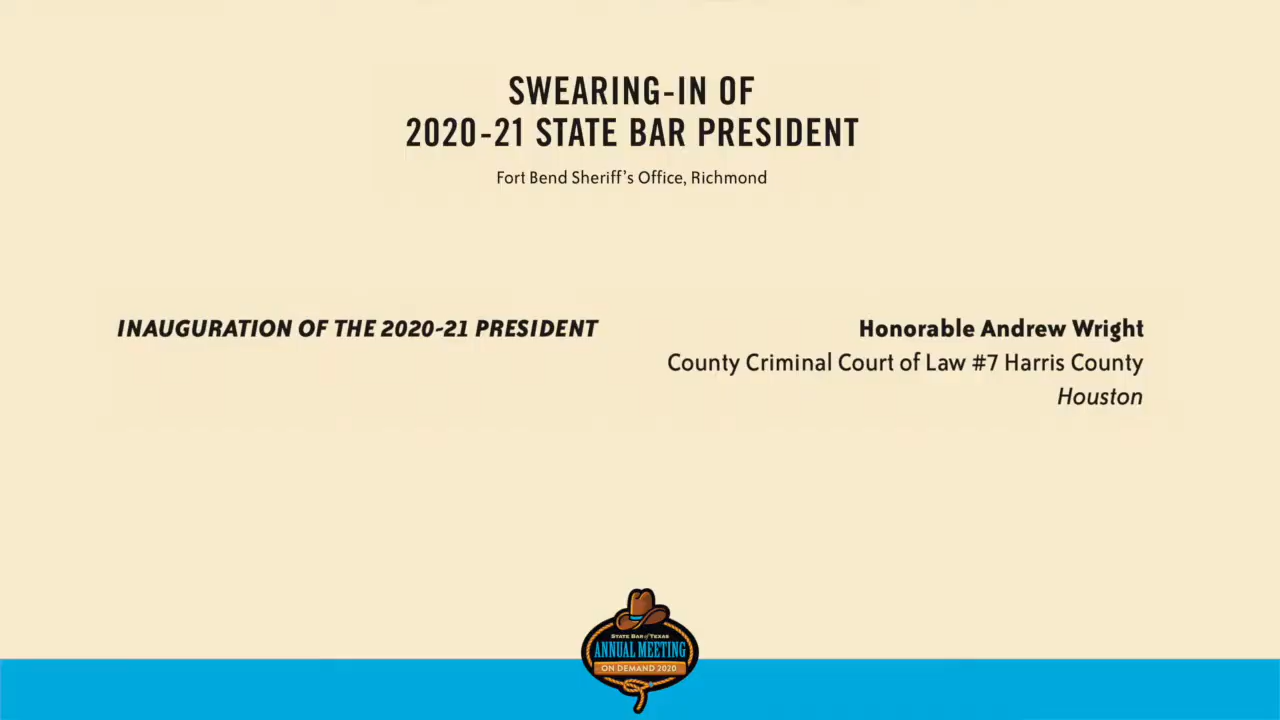 SWEARING-IN OF
2020-21 STATE BAR PRESIDENT
Fort Bend Sheriff's Office, Richmond
INAUGURATION OF THE 2020-21 PRESIDENT
Honorable Andrew Wright
County Criminal Court of Law #7 Harris County
Houston
STATE BAR of TEXAS
ANNUAL MEETING
ON DEMAND 2020